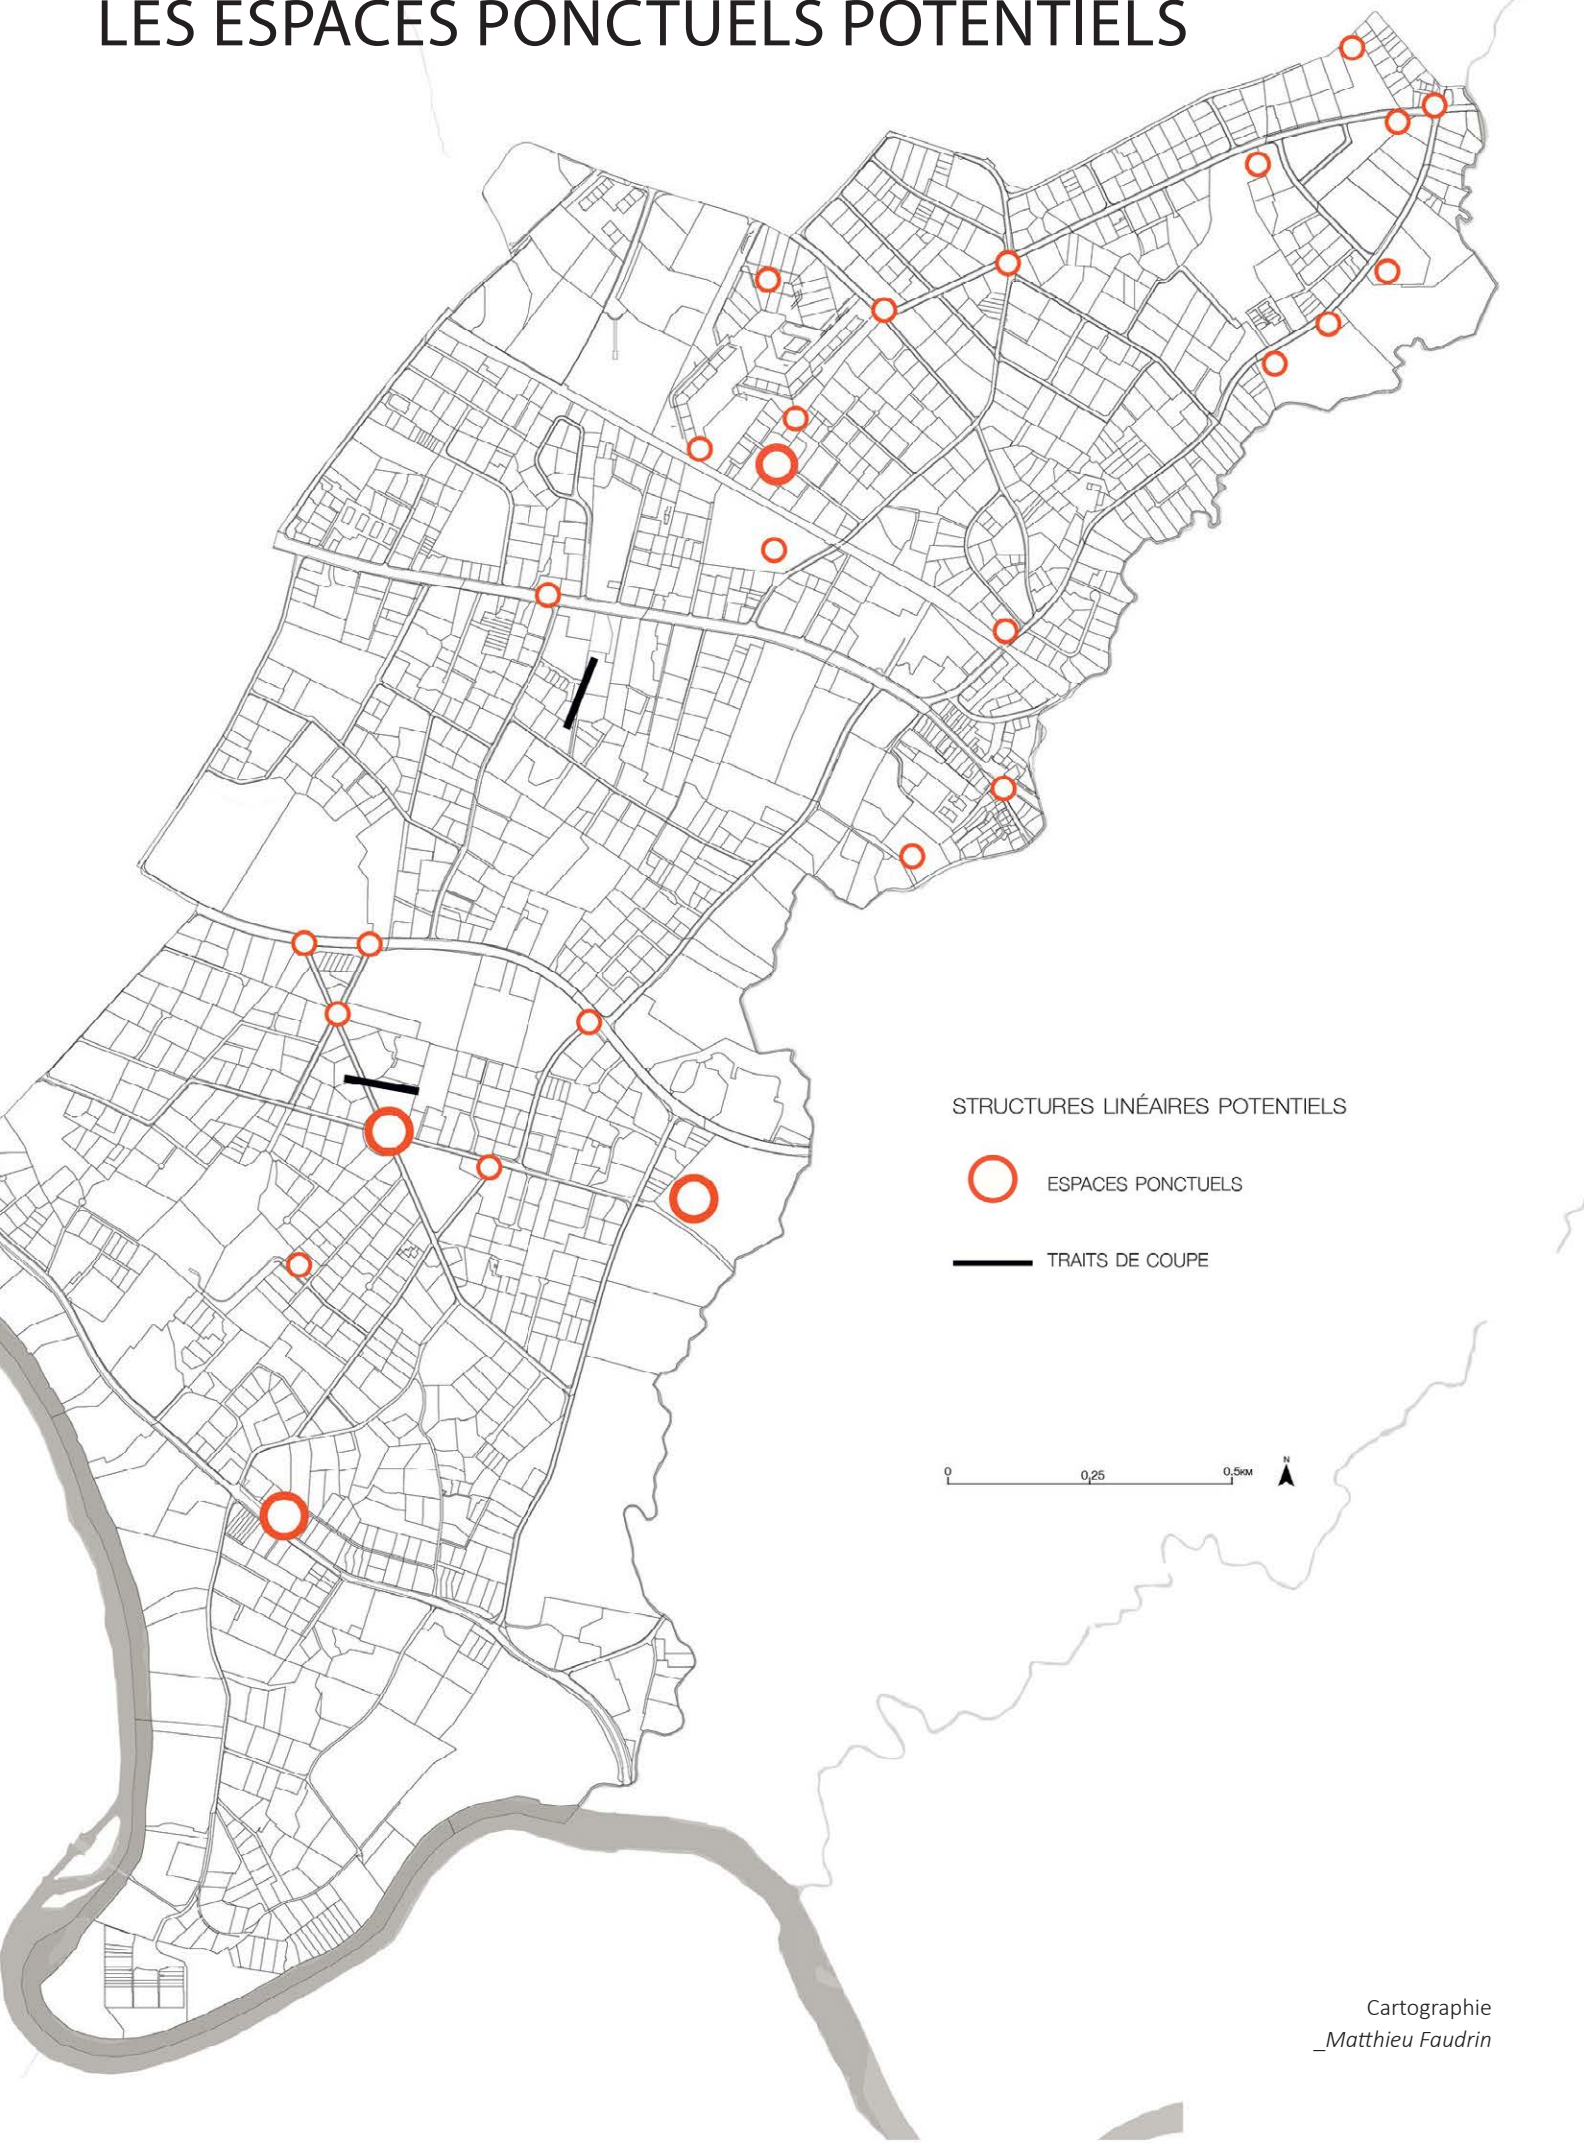 LES ESPACES PONCTUELS POTENTIELS
STRUCTURES LINÉAIRES POTENTIELS
ESPACES PONCTUELS
TRAITS DE COUPE
0 0,25 0,5KM N
Cartographie
_Matthieu Faudrin